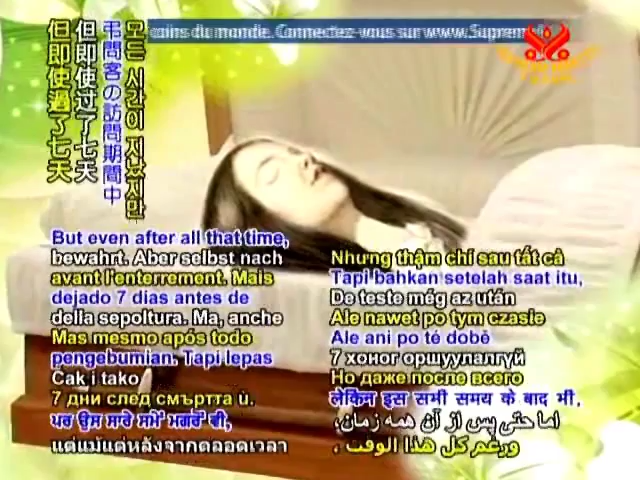 coins du monde. Connectez-vous sur www.Suprem
모든 시간이 지났지만
弔問客の訪問期間中
但即使过了七天
但即使過了七天
But even after all that time,
bewahrt. Aber selbst nach
avant l'enterrement. Mais
dejado 7 dias antes de
della sepoltura. Ma, anche
Mas mesmo após todo
pengebumian. Tapi lepas
Čak i tako
7 дни след смъртта ù.
ਪਰ ਉਸ ਸਾਰੇ ਸਮੇਂ ਮਗਰੋਂ ਵੀ,
แต่แม้แต่หลังจากตลอดเวลา
Nhưng thậm chí sau tất cả
Tapi bahkan setelah saat itu,
De teste még az után
Ale nawet po tym czasie
Ale ani po té době
7 хоног оршуулалгүй
Но даже после всего
लेकिन इस सभी समय के बाद भी,
اما حتی پس از آن همه زمان،
ورغم كل هذا الوقت ،